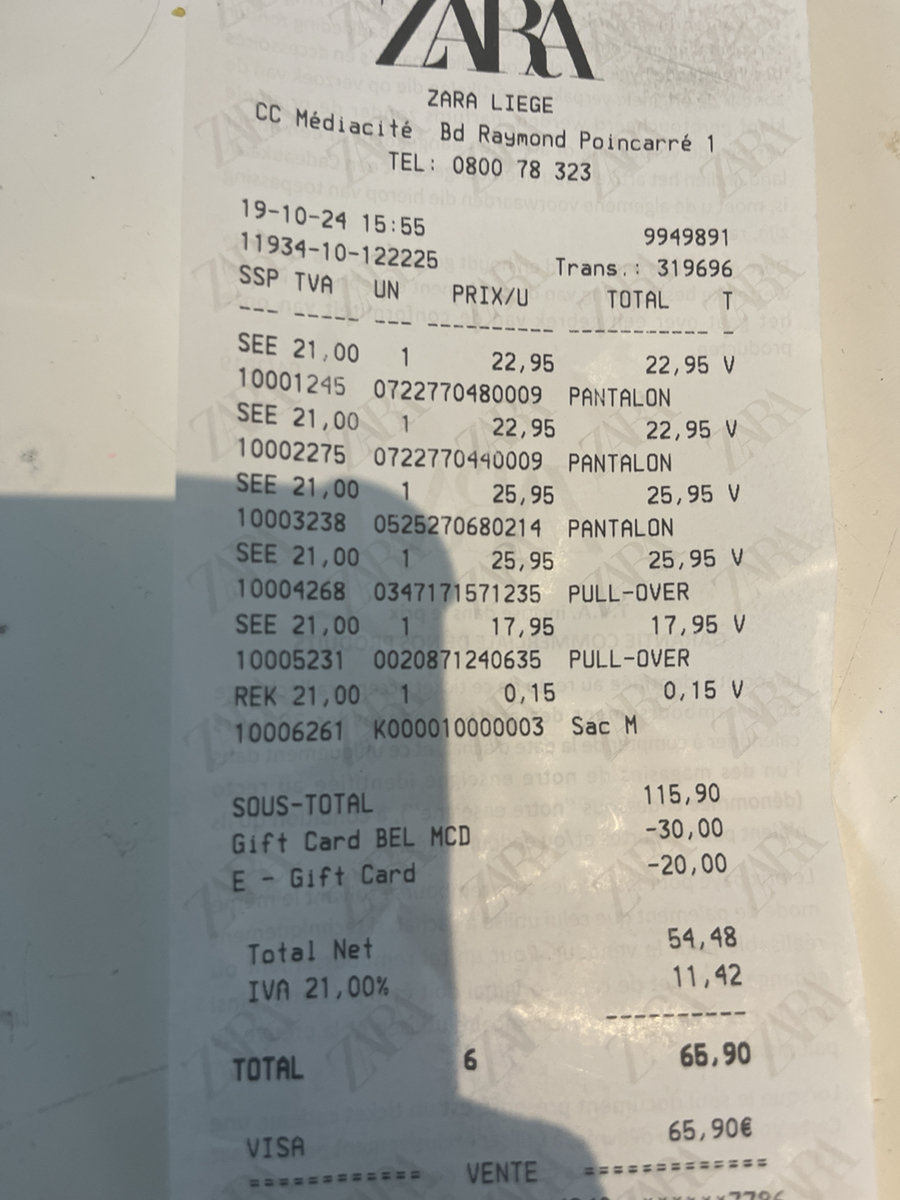 ZARA
ZARA LIEGE
CC Médiacité Bd Raymond Poincarré 1
TEL: 0800 78 323
19-10-24 15:55 9949891
11934-10-122225 Trans.: 319696
SSP TVA UN PRIX/U TOTAL T
--- ----- --- ---------- ----------- -
SEE 21,00 1 22,95 22,95 V
10001245 0722770480009 PANTALON
SEE 21,00 1 22,95 22,95 V
10002275 0722770440009 PANTALON
SEE 21,00 1 25,95 25,95 V
10003238 0525270680214 PANTALON
SEE 21,00 1 25,95 25,95 V
10004268 0347171571235 PULL-OVER
SEE 21,00 1 17,95 17,95 V
10005231 0020871240635 PULL-OVER
REK 21,00 1 0,15 0,15 V
10006261 K000010000003 Sac M
SOUS-TOTAL 115,90
Gift Card BEL MCD -30,00
E - Gift Card -20,00
Total Net 54,48
IVA 21,00% 11,42
----------
TOTAL 6 65,90
VISA 65,90€
============ VENTE =============